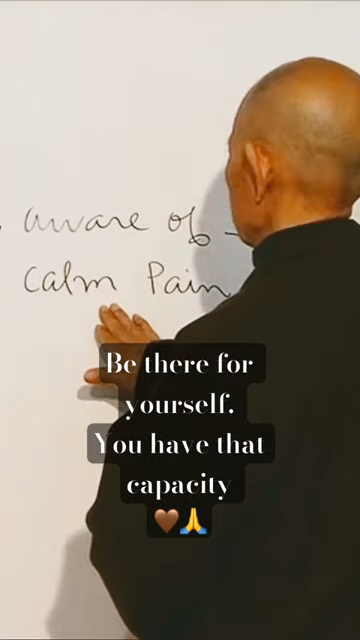 aware of
calm Pain
Be there for
yourself.
You have that
capacity
🤎🙏